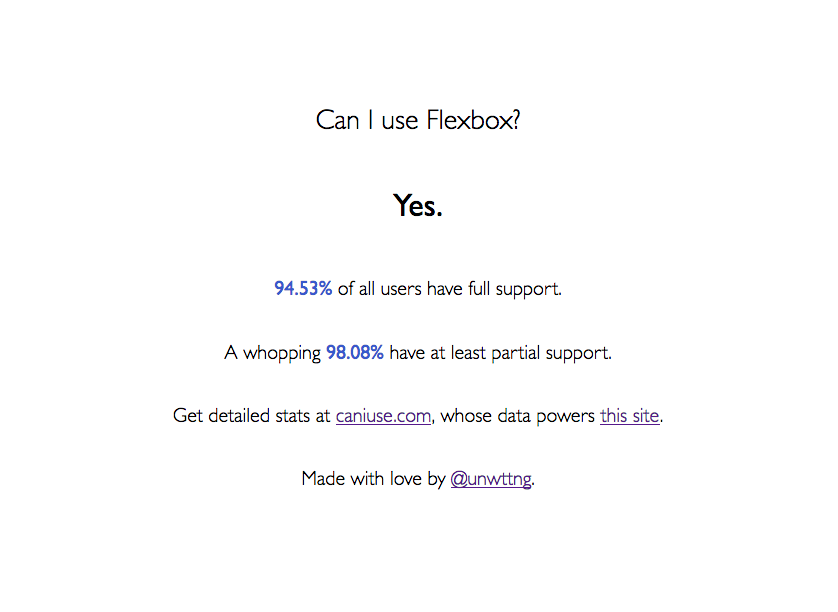 Can I use Flexbox?
Yes.
94.53% of all users have full support.
A whopping 98.08% have at least partial support.
Get detailed stats at caniuse.com, whose data powers this site.
Made with love by @unwttng.